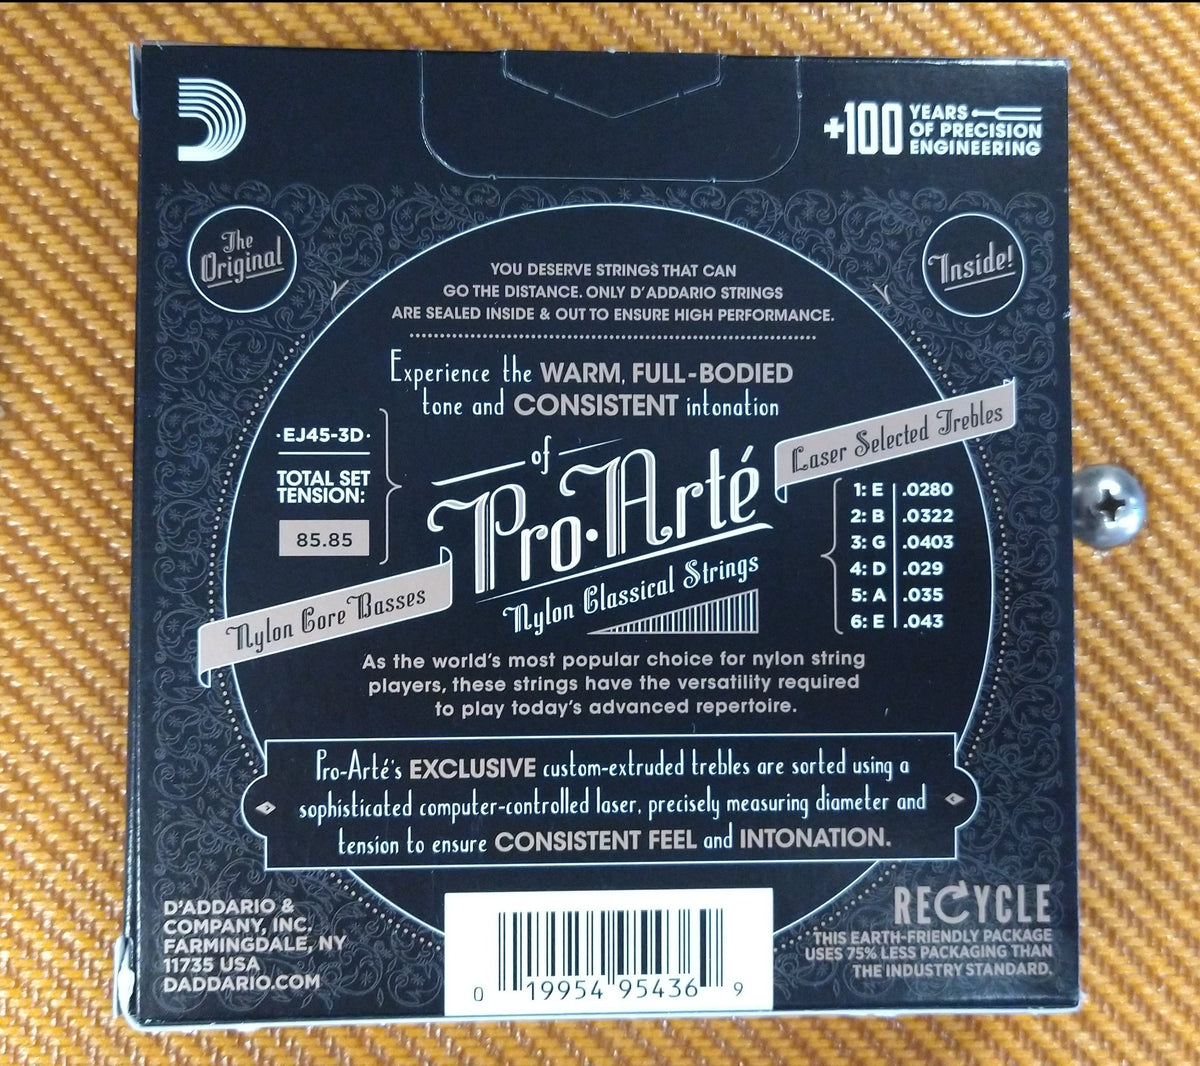 +100 YEARS
OF PRECISION
ENGINEERING
The
Original
Inside!
YOU DESERVE STRINGS THAT CAN
GO THE DISTANCE. ONLY D'ADDARIO STRINGS
ARE SEALED INSIDE & OUT TO ENSURE HIGH PERFORMANCE.
Experience the WARM, FULL-BODIED
tone and CONSISTENT intonation
of
Pro·Arté
Nylon Classical Strings
·EJ45-3D·
TOTAL SET
TENSION:
85.85
Nylon Core Basses
Laser Selected Trebles
1: E .0280
2: B .0322
3: G .0403
4: D .029
5: A .035
6: E .043
As the world's most popular choice for nylon string
players, these strings have the versatility required
to play today's advanced repertoire.
Pro-Arté's EXCLUSIVE custom-extruded trebles are sorted using a
sophisticated computer-controlled laser, precisely measuring diameter and
tension to ensure CONSISTENT FEEL and INTONATION.
D'ADDARIO &
COMPANY, INC.
FARMINGDALE, NY
11735 USA
DADDARIO.COM
0 19954 95436 9
RECYCLE
THIS EARTH-FRIENDLY PACKAGE
USES 75% LESS PACKAGING THAN
THE INDUSTRY STANDARD.